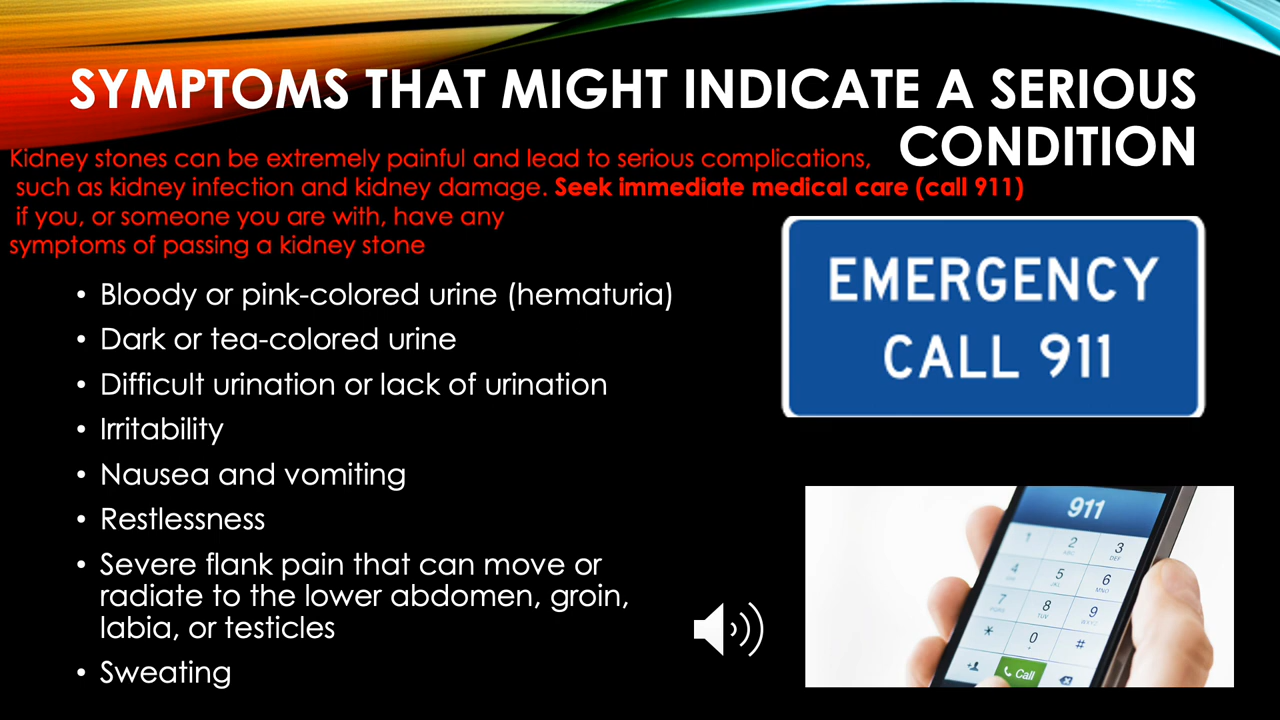 SYMPTOMS THAT MIGHT INDICATE A SERIOUS
CONDITION
Kidney stones can be extremely painful and lead to serious complications,
such as kidney infection and kidney damage. Seek immediate medical care (call 911)
if you, or someone you are with, have any
symptoms of passing a kidney stone
• Bloody or pink-colored urine (hematuria)
• Dark or tea-colored urine
• Difficult urination or lack of urination
• Irritability
• Nausea and vomiting
• Restlessness
• Severe flank pain that can move or
radiate to the lower abdomen, groin,
labia, or testicles
• Sweating
EMERGENCY
CALL 911
911
1 2 3
ABC DEF
4 5 6
JKL MNO
7 8 9
TUV
* 0 #
Call